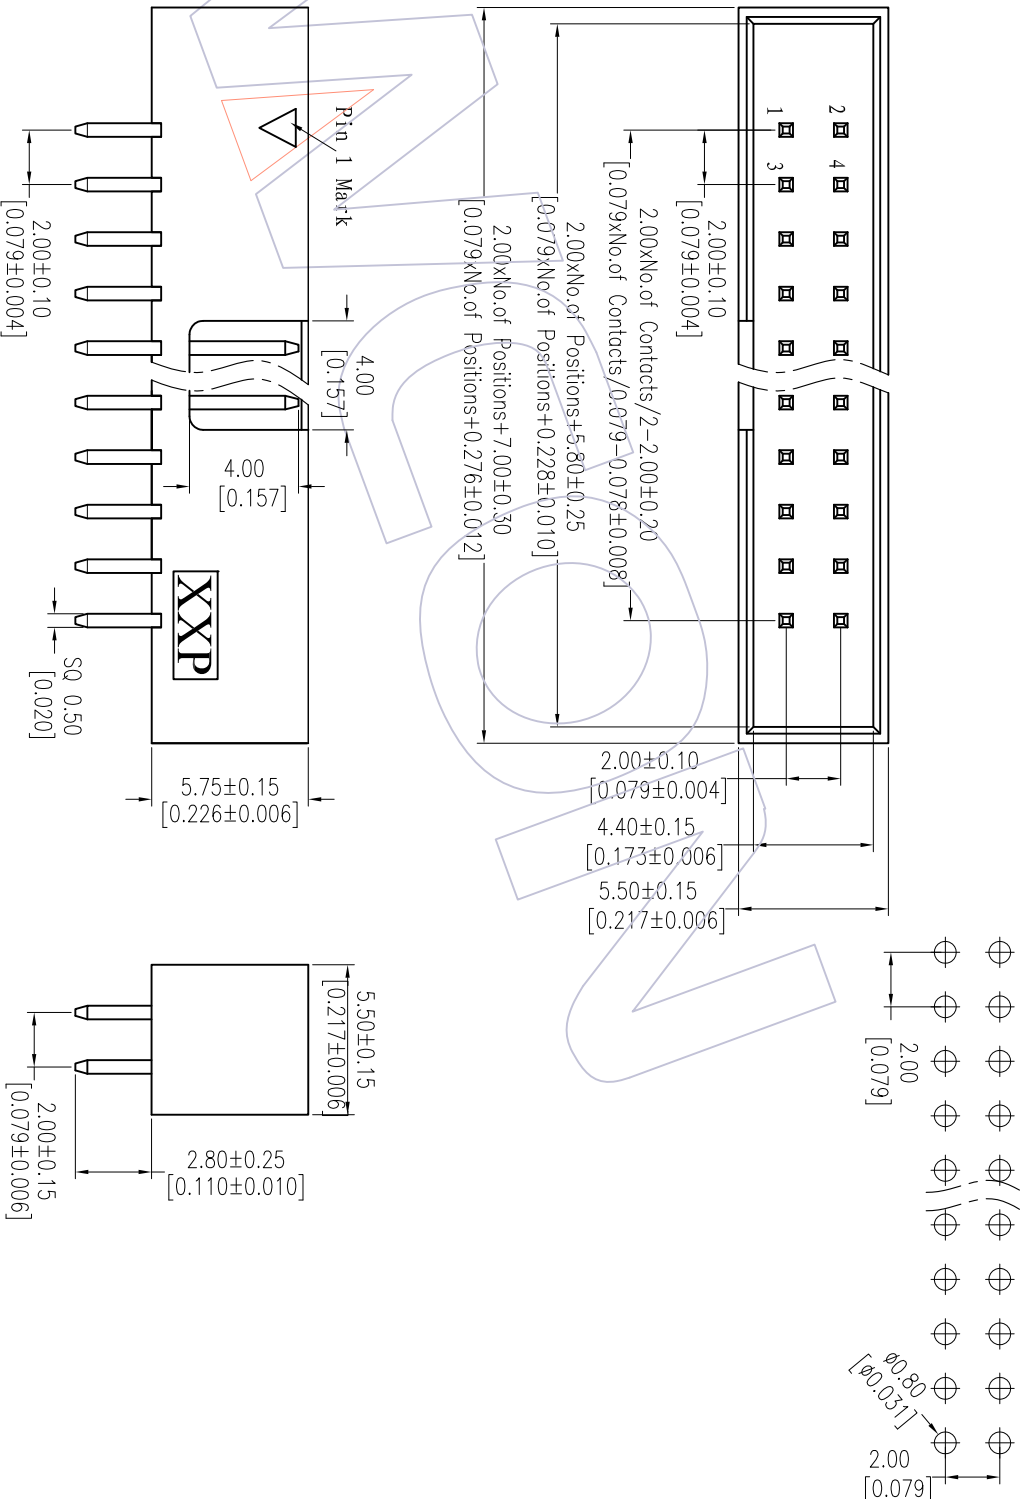 Pin 1 Mark
2.00±0.10
[0.079±0.004]
4.00
[0.157]
4.00
[0.157]
XXP
SQ 0.50
[0.020]
5.75±0.15
[0.226±0.006]
1
2
3
4
2.00±0.10
[0.079±0.004]
2.00xNo.of Contacts/2-2.00±0.20
[0.079xNo.of Contacts/0.079-0.078±0.008]
2.00xNo.of Positions+5.80±0.25
[0.079xNo.of Positions+0.228±0.010]
2.00xNo.of Positions+7.00±0.30
[0.079xNo.of Positions+0.276±0.012]
2.00±0.10
[0.079±0.004]
4.40±0.15
[0.173±0.006]
5.50±0.15
[0.217±0.006]
5.50±0.15
[0.217±0.006]
2.00±0.15
[0.079±0.006]
2.80±0.25
[0.110±0.010]
2.00
[0.079]
ø0.80
[ø0.031]
2.00
[0.079]